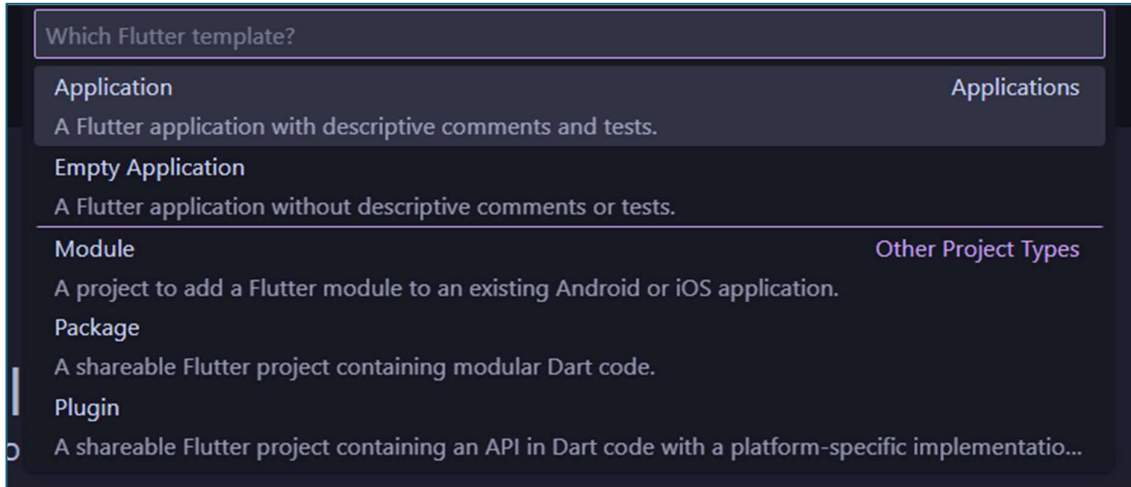 Which Flutter template?
Application Applications
A Flutter application with descriptive comments and tests.
Empty Application
A Flutter application without descriptive comments or tests.
Module Other Project Types
A project to add a Flutter module to an existing Android or iOS application.
Package
A shareable Flutter project containing modular Dart code.
Plugin
A shareable Flutter project containing an API in Dart code with a platform-specific implementatio...